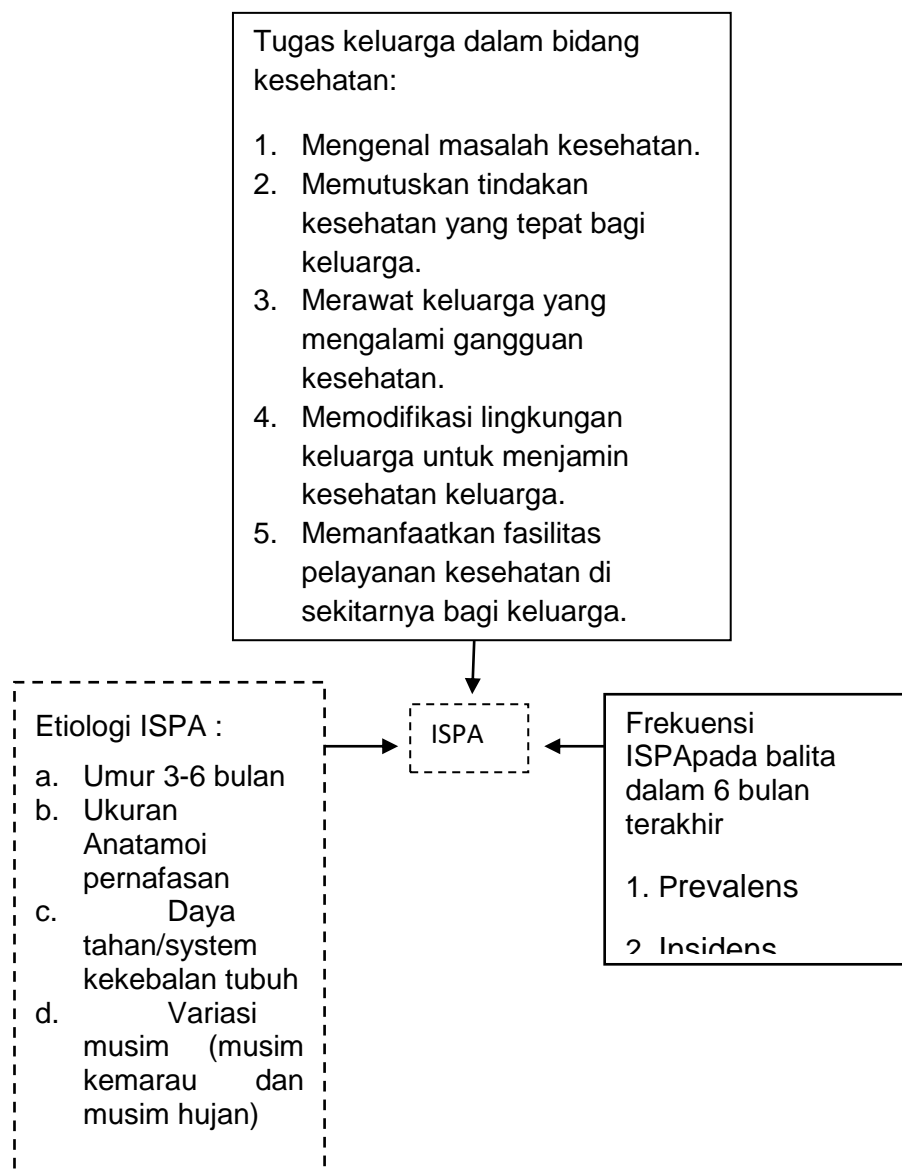 Tugas keluarga dalam bidang
kesehatan:
1. Mengenal masalah kesehatan.
2. Memutuskan tindakan
kesehatan yang tepat bagi
keluarga.
3. Merawat keluarga yang
mengalami gangguan
kesehatan.
4. Memodifikasi lingkungan
keluarga untuk menjamin
kesehatan keluarga.
5. Memanfaatkan fasilitas
pelayanan kesehatan di
sekitarnya bagi keluarga.
Etiologi ISPA :
a. Umur 3-6 bulan
b. Ukuran
Anatamoi
pernafasan
c. Daya
tahan/system
kekebalan tubuh
d. Variasi
musim (musim
kemarau dan
musim hujan)
ISPA
Frekuensi
ISPApada balita
dalam 6 bulan
terakhir
1. Prevalens
2. Insidens